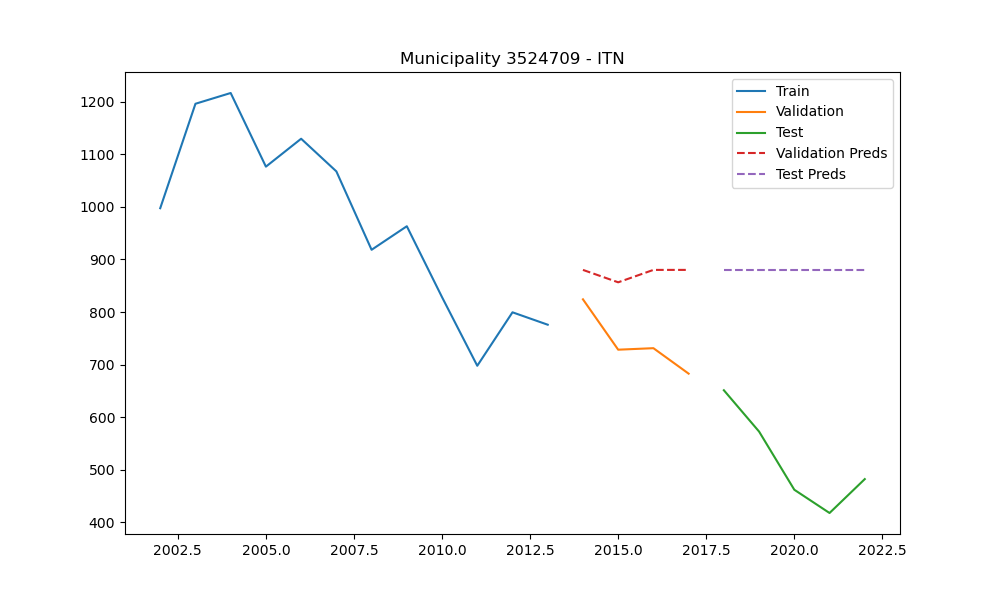 Municipality 3524709 - ITN
Train
Validation
Test
Validation Preds
Test Preds
1200
1100
1000
900
800
700
600
500
400
2002.5 2005.0 2007.5 2010.0 2012.5 2015.0 2017.5 2020.0 2022.5